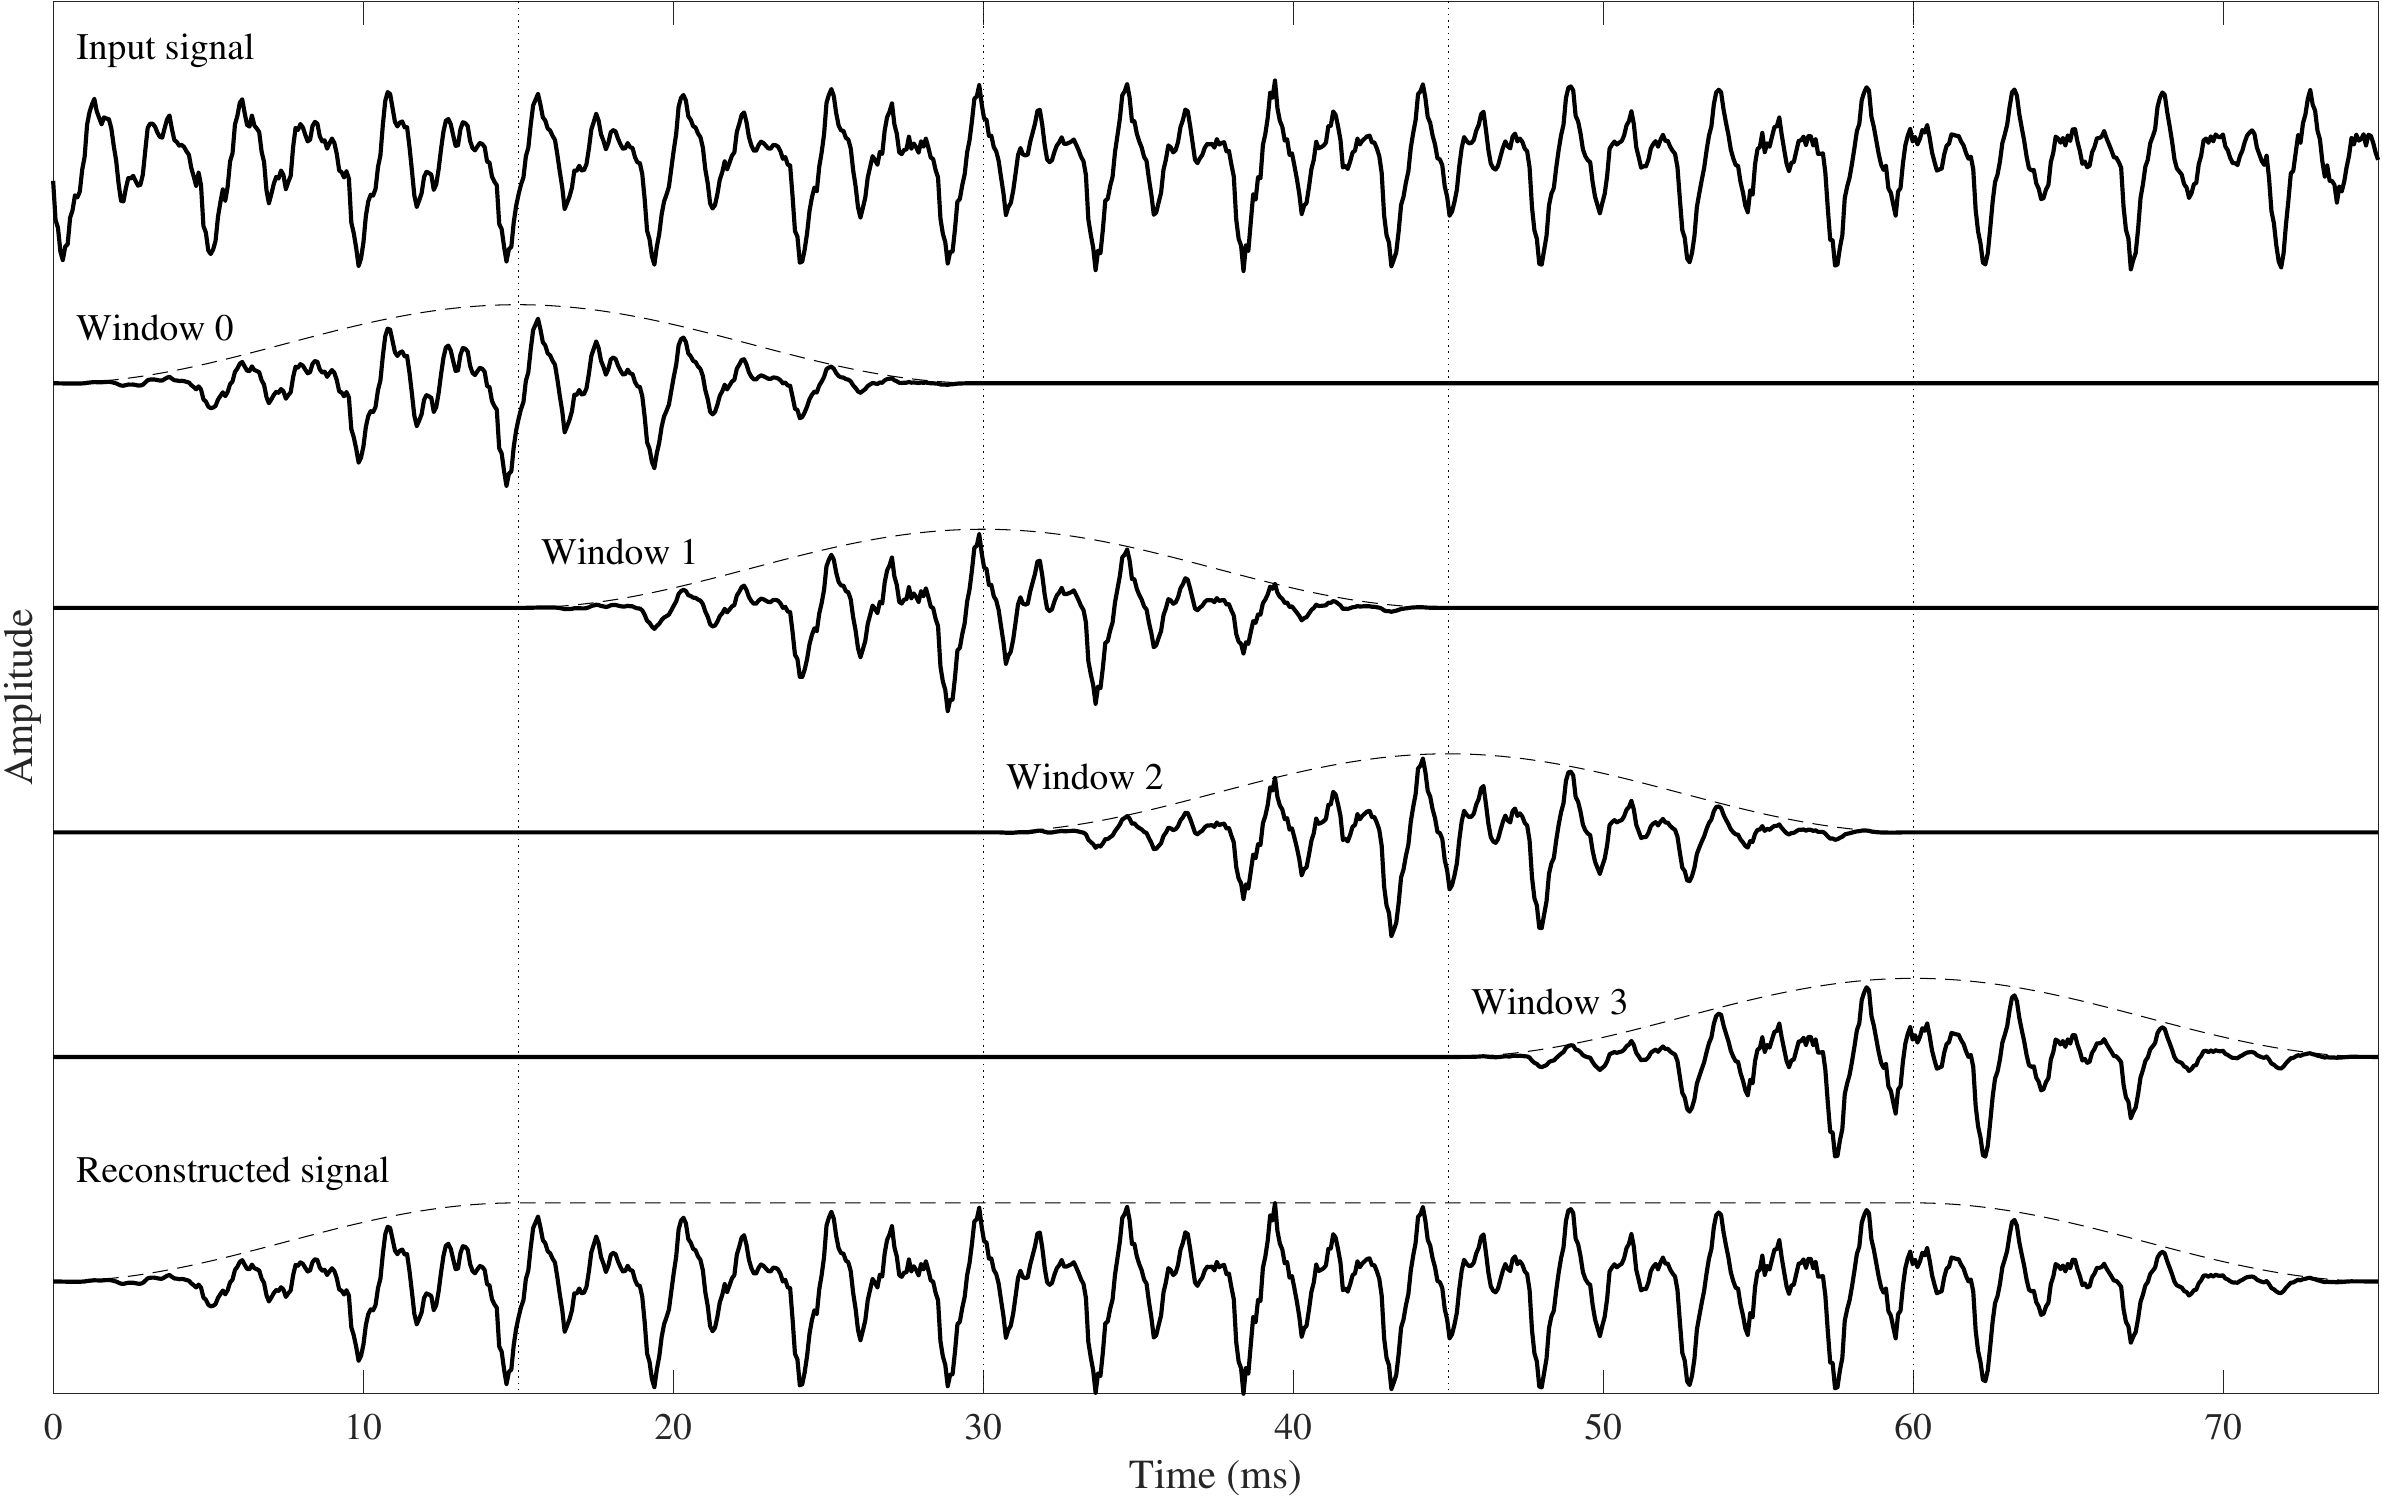 Input signal
Window 0
Window 1
Window 2
Window 3
Reconstructed signal
Amplitude
0 10 20 30 40 50 60 70
Time (ms)